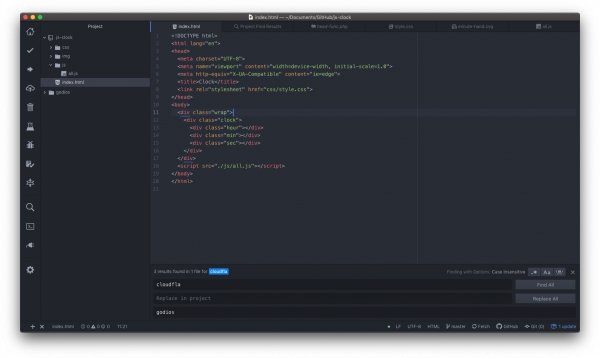 index.html — ~/Documents/GitHub/js-clock
Project
js-clock
css
img
js
all.js
index.html
godios
index.html
Project Find Results
style.css
all.js
1 <!DOCTYPE html>
2 <html lang="en">
3 <head>
4 <meta charset="UTF-8">
5 <meta name="viewport" content="width=device-width, initial-scale=1.0">
6 <meta http-equiv="X-UA-Compatible" content="ie=edge">
7 <title>Clock</title>
8 <link rel="stylesheet" href="css/style.css">
9 </head>
10 <body>
11 <div class="wrap">
12 <div class="clock">
13 <div class="hour"></div>
14 <div class="min"></div>
15 <div class="sec"></div>
16 </div>
17 </div>
18 <script src="./js/all.js"></script>
19 </body>
20 </html>
21
results found in 1 file for cloudfla
Finding with Options: Case Insensitive
.*
Aa
cloudfla
Find All
Replace in project
Replace All
godios
index.html
0
0
0
11:21
LF
UTF-8
HTML
master
Fetch
GitHub
Git (0)
1 update